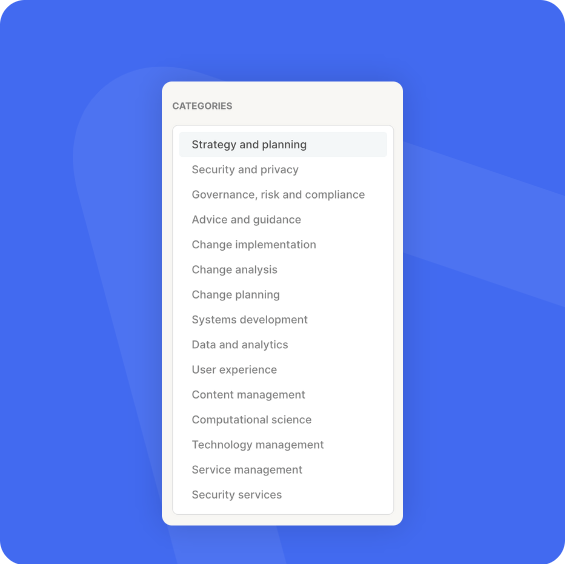 CATEGORIES
Strategy and planning
Security and privacy
Governance, risk and compliance
Advice and guidance
Change implementation
Change analysis
Change planning
Systems development
Data and analytics
User experience
Content management
Computational science
Technology management
Service management
Security services